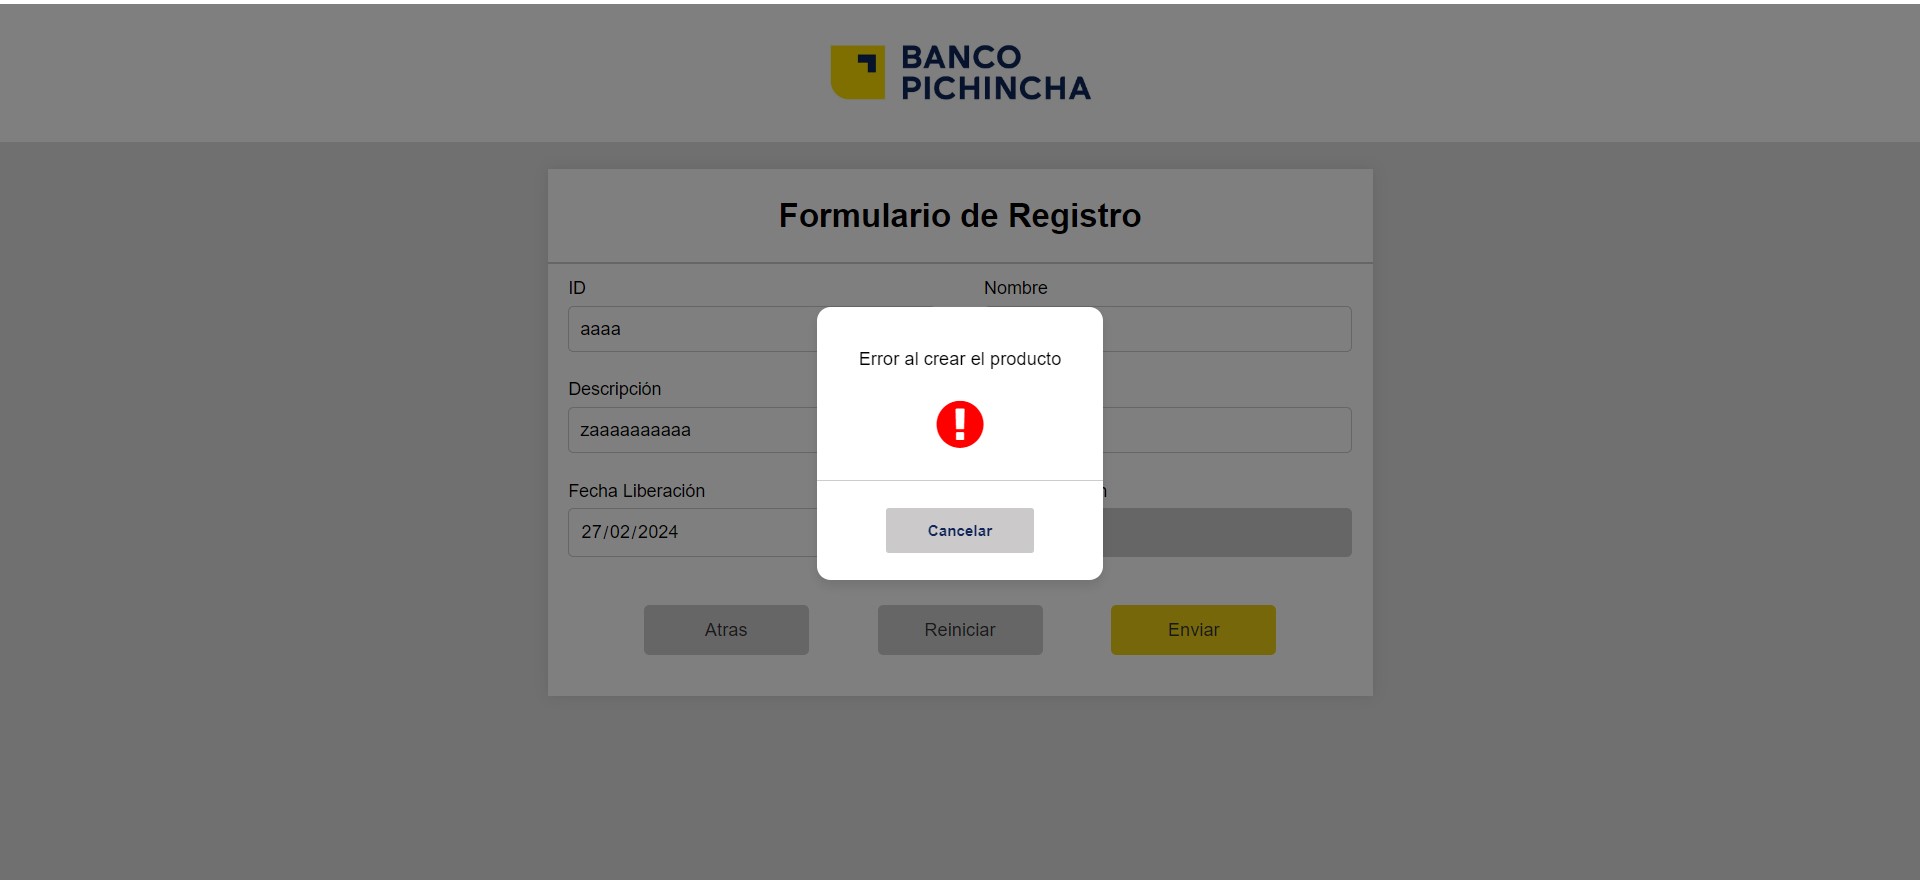 BANCO
PICHINCHA
Formulario de Registro
ID
Nombre
aaaa
Error al crear el producto
Descripción
zaaaaaaaaaa
Fecha Liberación
27/02/2024
Cancelar
Atras
Reiniciar
Enviar